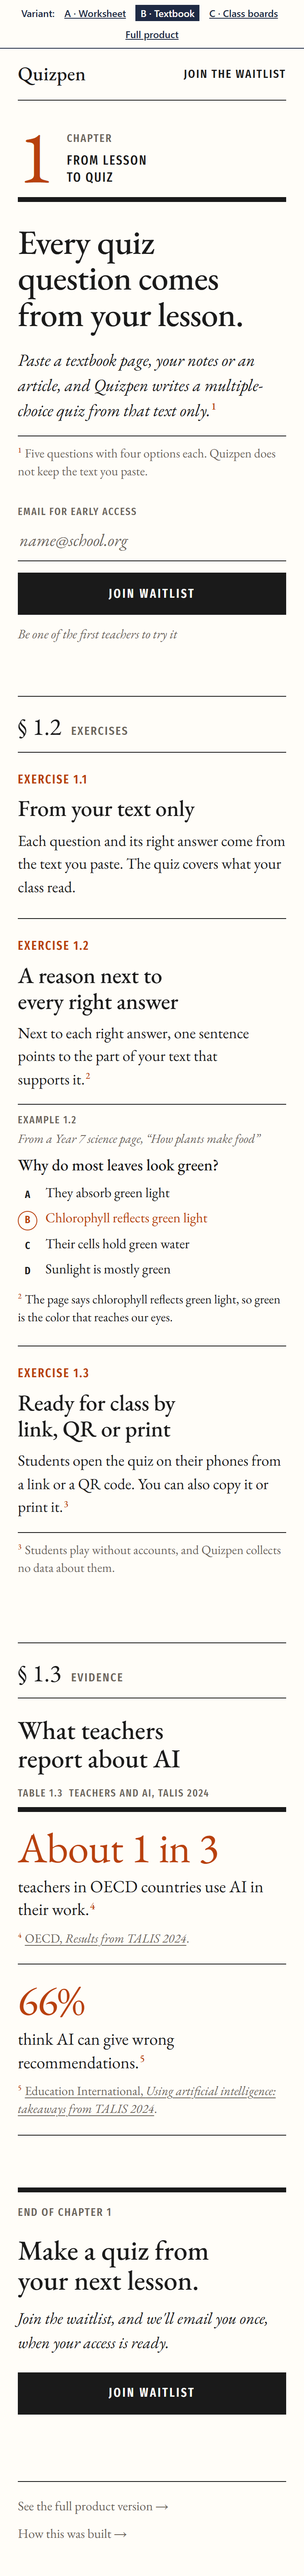 Variant: A · Worksheet B · Textbook C · Class boards
Full product
Quizpen JOIN THE WAITLIST
1 CHAPTER
FROM LESSON
TO QUIZ
Every quiz
question comes
from your lesson.
Paste a textbook page, your notes or an
article, and Quizpen writes a multiple-
choice quiz from that text only.1
1 Five questions with four options each. Quizpen does
not keep the text you paste.
EMAIL FOR EARLY ACCESS
name@school.org
JOIN WAITLIST
Be one of the first teachers to try it
§ 1.2 EXERCISES
EXERCISE 1.1
From your text only
Each question and its right answer come from
the text you paste. The quiz covers what your
class read.
EXERCISE 1.2
A reason next to
every right answer
Next to each right answer, one sentence
points to the part of your text that
supports it.2
EXAMPLE 1.2
From a Year 7 science page, “How plants make food”
Why do most leaves look green?
A They absorb green light
B Chlorophyll reflects green light
C Their cells hold green water
D Sunlight is mostly green
2 The page says chlorophyll reflects green light, so green
is the color that reaches our eyes.
EXERCISE 1.3
Ready for class by
link, QR or print
Students open the quiz on their phones from
a link or a QR code. You can also copy it or
print it.3
3 Students play without accounts, and Quizpen collects
no data about them.
§ 1.3 EVIDENCE
What teachers
report about AI
TABLE 1.3 TEACHERS AND AI, TALIS 2024
About 1 in 3
teachers in OECD countries use AI in
their work.4
4 OECD, Results from TALIS 2024.
66%
think AI can give wrong
recommendations.5
5 Education International, Using artificial intelligence:
takeaways from TALIS 2024.
END OF CHAPTER 1
Make a quiz from
your next lesson.
Join the waitlist, and we'll email you once,
when your access is ready.
JOIN WAITLIST
See the full product version →
How this was built →